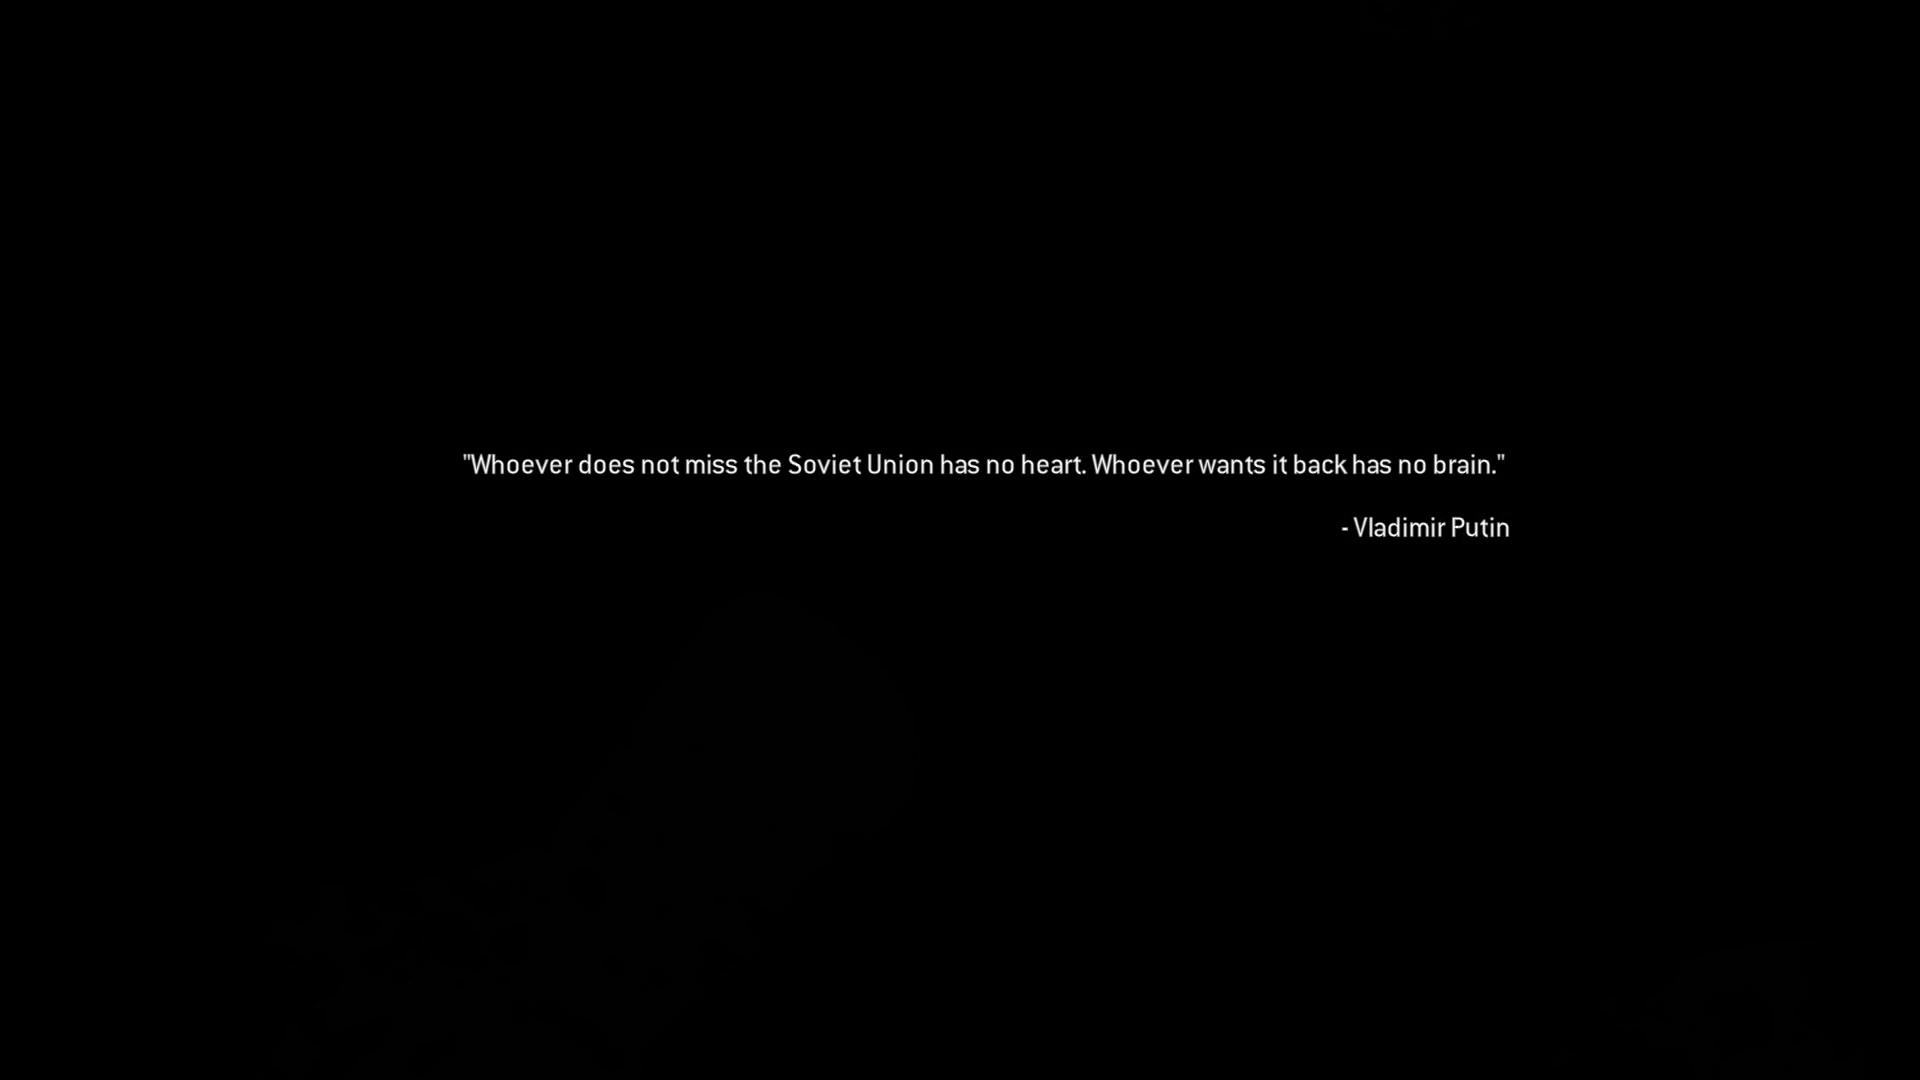 "Whoever does not miss the Soviet Union has no heart. Whoever wants it back has no brain."
- Vladimir Putin